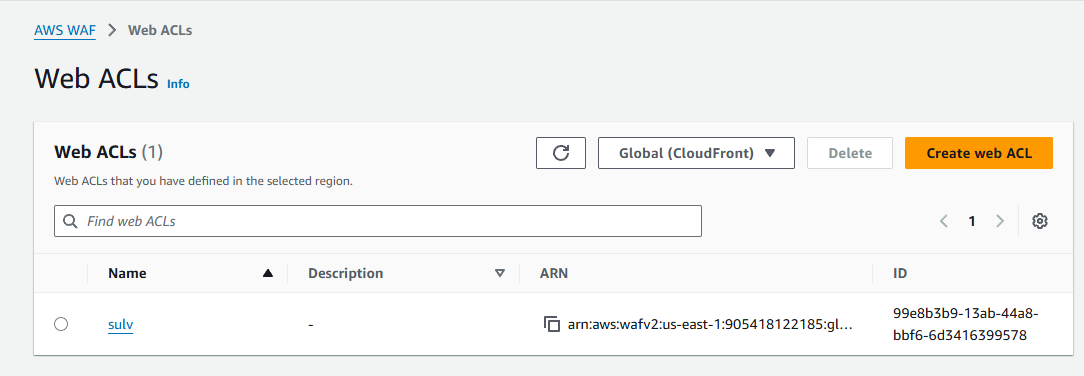 AWS WAF > Web ACLs
Web ACLs Info
Web ACLs (1)
Global (CloudFront)
Delete
Create web ACL
Web ACLs that you have defined in the selected region.
Find web ACLs
1
Name
Description
ARN
ID
sulv
-
arn:aws:wafv2:us-east-1:905418122185:gl...
99e8b3b9-13ab-44a8-
bbf6-6d3416399578